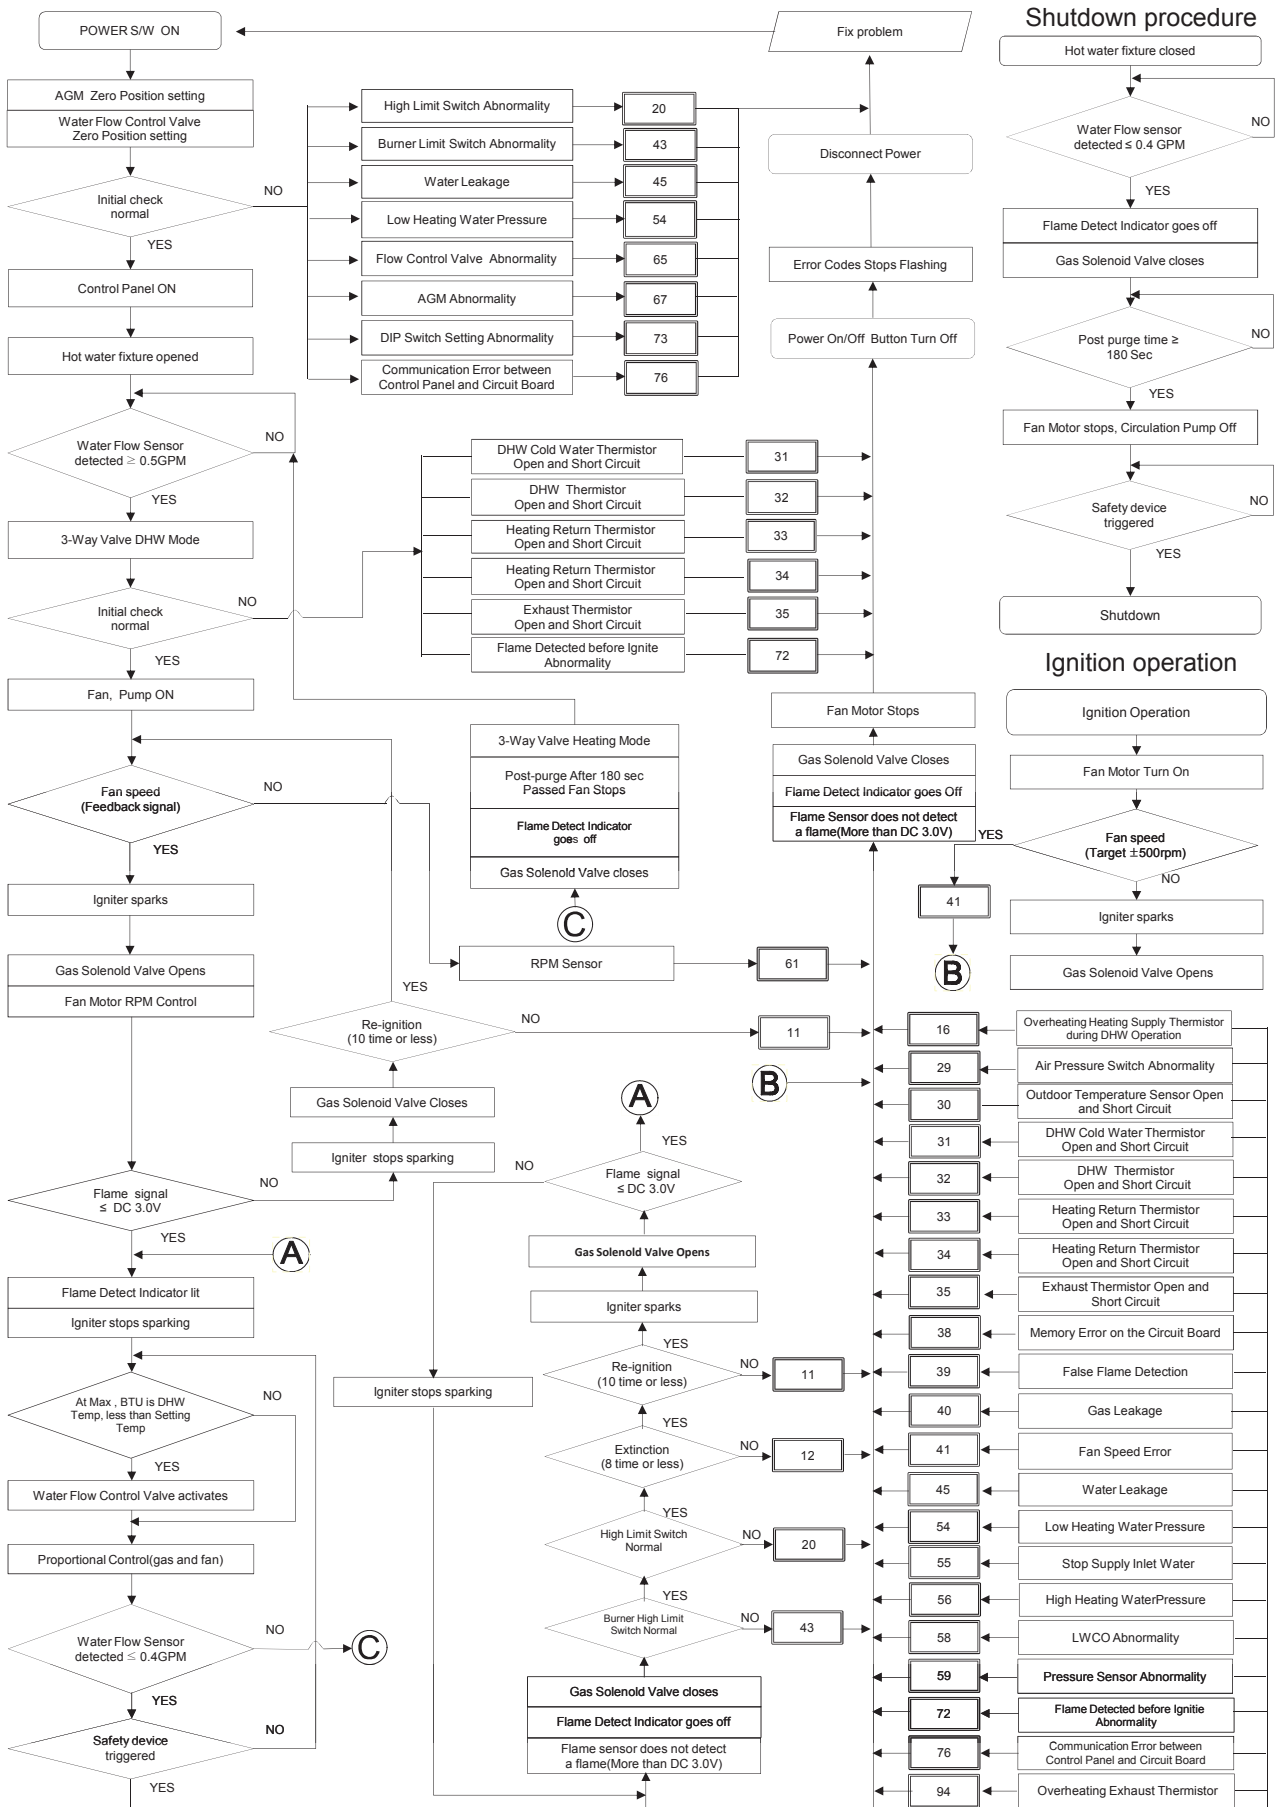 Shutdown procedure
POWER S/W ON
Fix problem
Hot water fixture closed
AGM Zero Position setting
Water Flow Control Valve
Zero Position setting
Initial check
normal
NO
YES
Control Panel ON
Hot water fixture opened
Water Flow Sensor
detected ≥ 0.5GPM
NO
YES
3-Way Valve DHW Mode
Initial check
normal
NO
YES
Fan, Pump ON
Fan speed
(Feedback signal)
NO
YES
Igniter sparks
Gas Solenold Valve Opens
Fan Motor RPM Control
Flame signal
≤ DC 3.0V
NO
YES
A
Flame Detect Indicator lit
Igniter stops sparking
At Max , BTU is DHW
Temp, less than Setting
Temp
NO
YES
Water Flow Control Valve activates
Proportional Control(gas and fan)
Water Flow Sensor
detected ≤ 0.4GPM
NO
C
YES
Safety device
triggered
NO
YES
High Limit Switch Abnormality
20
Burner Limit Switch Abnormality
43
Water Leakage
45
Low Heating Water Pressure
54
Flow Control Valve Abnormality
65
AGM Abnormality
67
DIP Switch Setting Abnormality
73
Communication Error between
Control Panel and Circuit Board
76
Disconnect Power
Error Codes Stops Flashing
Power On/Off Button Turn Off
DHW Cold Water Thermistor
Open and Short Circuit
31
DHW Thermistor
Open and Short Circuit
32
Heating Return Thermistor
Open and Short Circuit
33
Heating Return Thermistor
Open and Short Circuit
34
Exhaust Thermistor
Open and Short Circuit
35
Flame Detected before Ignite
Abnormality
72
3-Way Valve Heating Mode
Post-purge After 180 sec
Passed Fan Stops
Flame Detect Indicator
goes off
Gas Solenold Valve closes
C
Fan Motor Stops
Gas Solenold Valve Closes
Flame Detect Indicator goes Off
Flame Sensor does not detect
a flame(More than DC 3.0V)
RPM Sensor
61
YES
Re-ignition
(10 time or less)
NO
11
Gas Solenold Valve Closes
Igniter stops sparking
B
A
YES
Flame signal
≤ DC 3.0V
NO
Gas Solenold Valve Opens
Igniter sparks
YES
Re-ignition
(10 time or less)
NO
11
Igniter stops sparking
YES
Extinction
(8 time or less)
NO
12
YES
High Limit Switch
Normal
NO
20
YES
Burner High Limit
Switch Normal
NO
43
Gas Solenold Valve closes
Flame Detect Indicator goes off
Flame sensor does not detect
a flame(More than DC 3.0V)
Water Flow sensor
detected ≤ 0.4 GPM
NO
YES
Flame Detect Indicator goes off
Gas Solenoid Valve closes
Post purge time ≥
180 Sec
NO
YES
Fan Motor stops, Circulation Pump Off
Safety device
triggered
NO
YES
Shutdown
Ignition operation
Ignition Operation
Fan Motor Turn On
Fan speed
(Target ±500rpm)
YES
41
B
NO
Igniter sparks
Gas Solenoid Valve Opens
16
Overheating Heating Supply Thermistor
during DHW Operation
29
Air Pressure Switch Abnormality
30
Outdoor Temperature Sensor Open
and Short Circuit
31
DHW Cold Water Thermistor
Open and Short Circuit
32
DHW Thermistor
Open and Short Circuit
33
Heating Return Thermistor
Open and Short Circuit
34
Heating Return Thermistor
Open and Short Circuit
35
Exhaust Thermistor Open and
Short Circuit
38
Memory Error on the Circuit Board
39
False Flame Detection
40
Gas Leakage
41
Fan Speed Error
45
Water Leakage
54
Low Heating Water Pressure
55
Stop Supply Inlet Water
56
High Heating WaterPressure
58
LWCO Abnormality
59
Pressure Sensor Abnormality
72
Flame Detected before Ignitie
Abnormality
76
Communication Error between
Control Panel and Circuit Board
94
Overheating Exhaust Thermistor